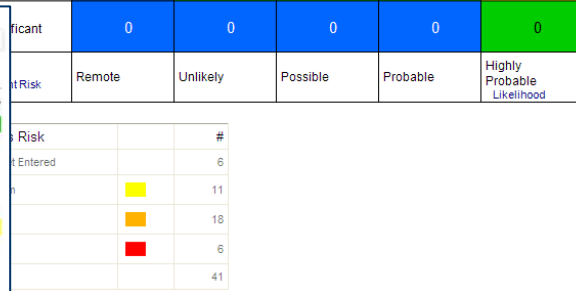 ficant 0 0 0 0 0
nt Risk Remote Unlikely Possible Probable Highly Probable
Likelihood
s Risk #
t Entered 6
n 11
18
6
41